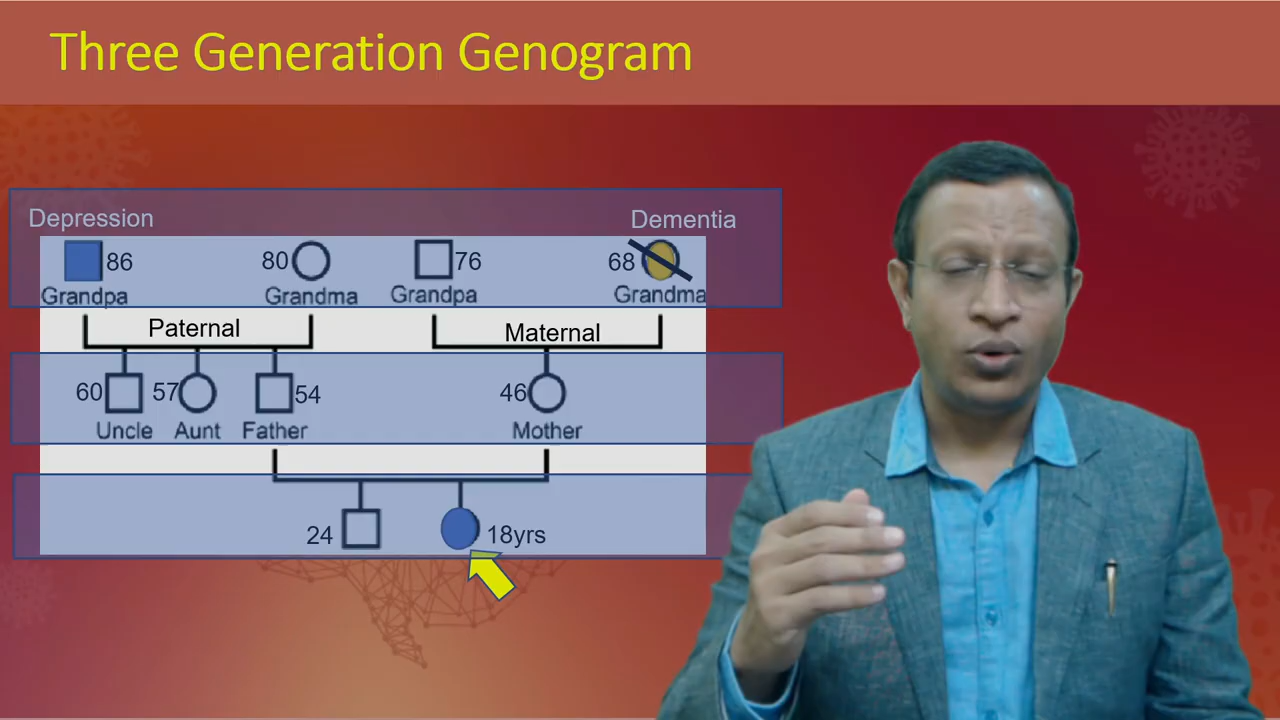 Three Generation Genogram
Depression
Dementia
86
80
76
68
Grandpa
Grandma
Grandpa
Grandma
Paternal
Maternal
60
57
54
46
Uncle
Aunt
Father
Mother
24
18yrs